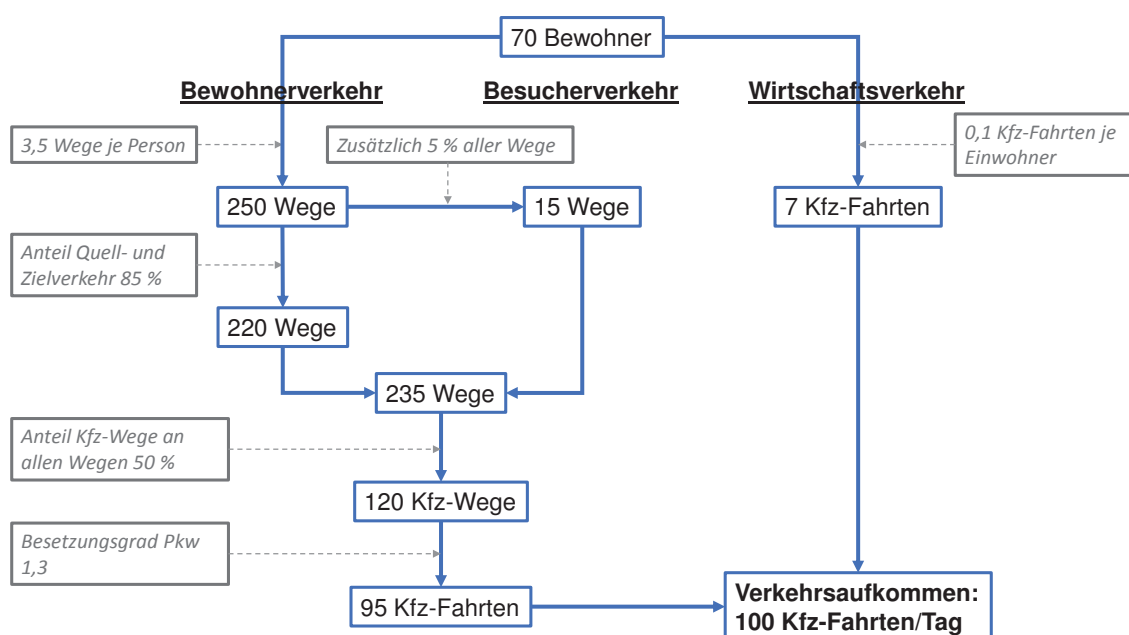 70 Bewohner
Bewohnerverkehr
Besucherverkehr
Wirtschaftsverkehr
3,5 Wege je Person
Zusätzlich 5 % aller Wege
0,1 Kfz-Fahrten je
Einwohner
250 Wege
15 Wege
7 Kfz-Fahrten
Anteil Quell- und
Zielverkehr 85 %
220 Wege
235 Wege
Anteil Kfz-Wege an
allen Wegen 50 %
120 Kfz-Wege
Besetzungsgrad Pkw
1,3
95 Kfz-Fahrten
Verkehrsaufkommen:
100 Kfz-Fahrten/Tag